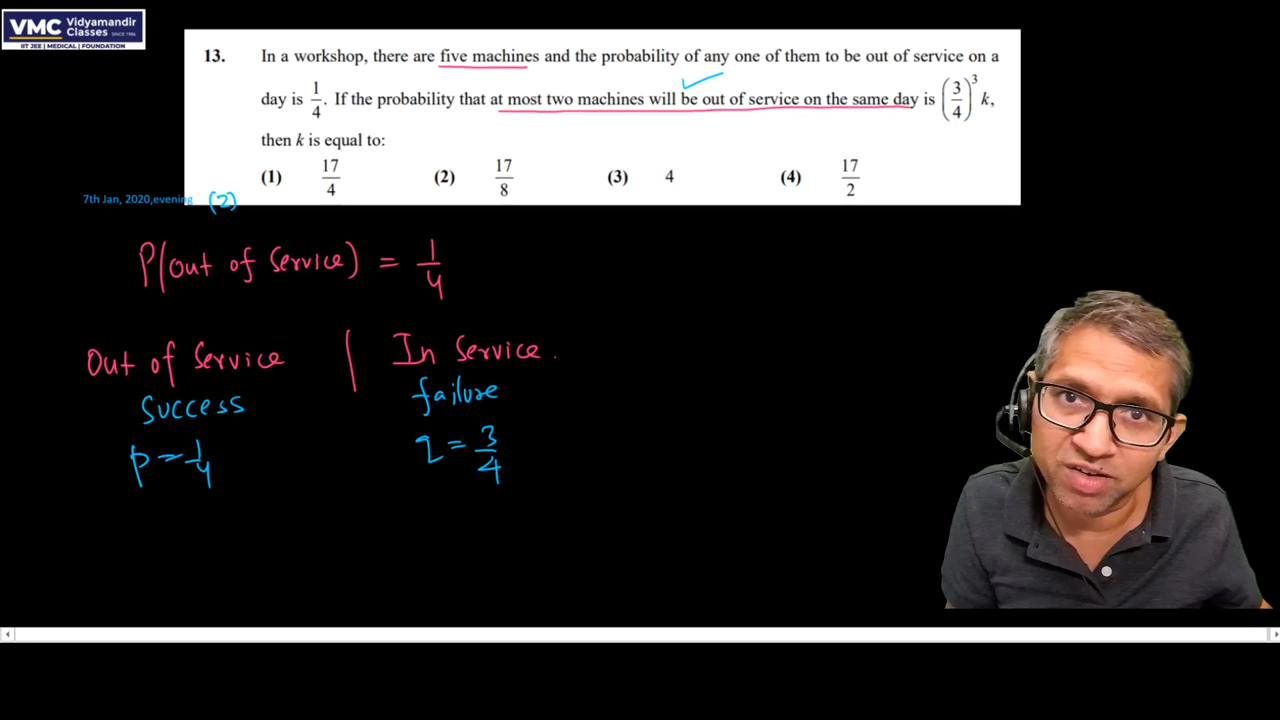 VMC Vidyamandir Classes SINCE 1986
IIT JEE | MEDICAL | FOUNDATION
13. In a workshop, there are five machines and the probability of any one of them to be out of service on a
day is 1/4. If the probability that at most two machines will be out of service on the same day is (3/4)^3 k,
then k is equal to:
(1) 17/4 (2) 17/8 (3) 4 (4) 17/2
7th Jan, 2020,evening (2)
P(out of service) = 1/4
Out of Service | In Service.
Success failure
p = 1/4 q = 3/4